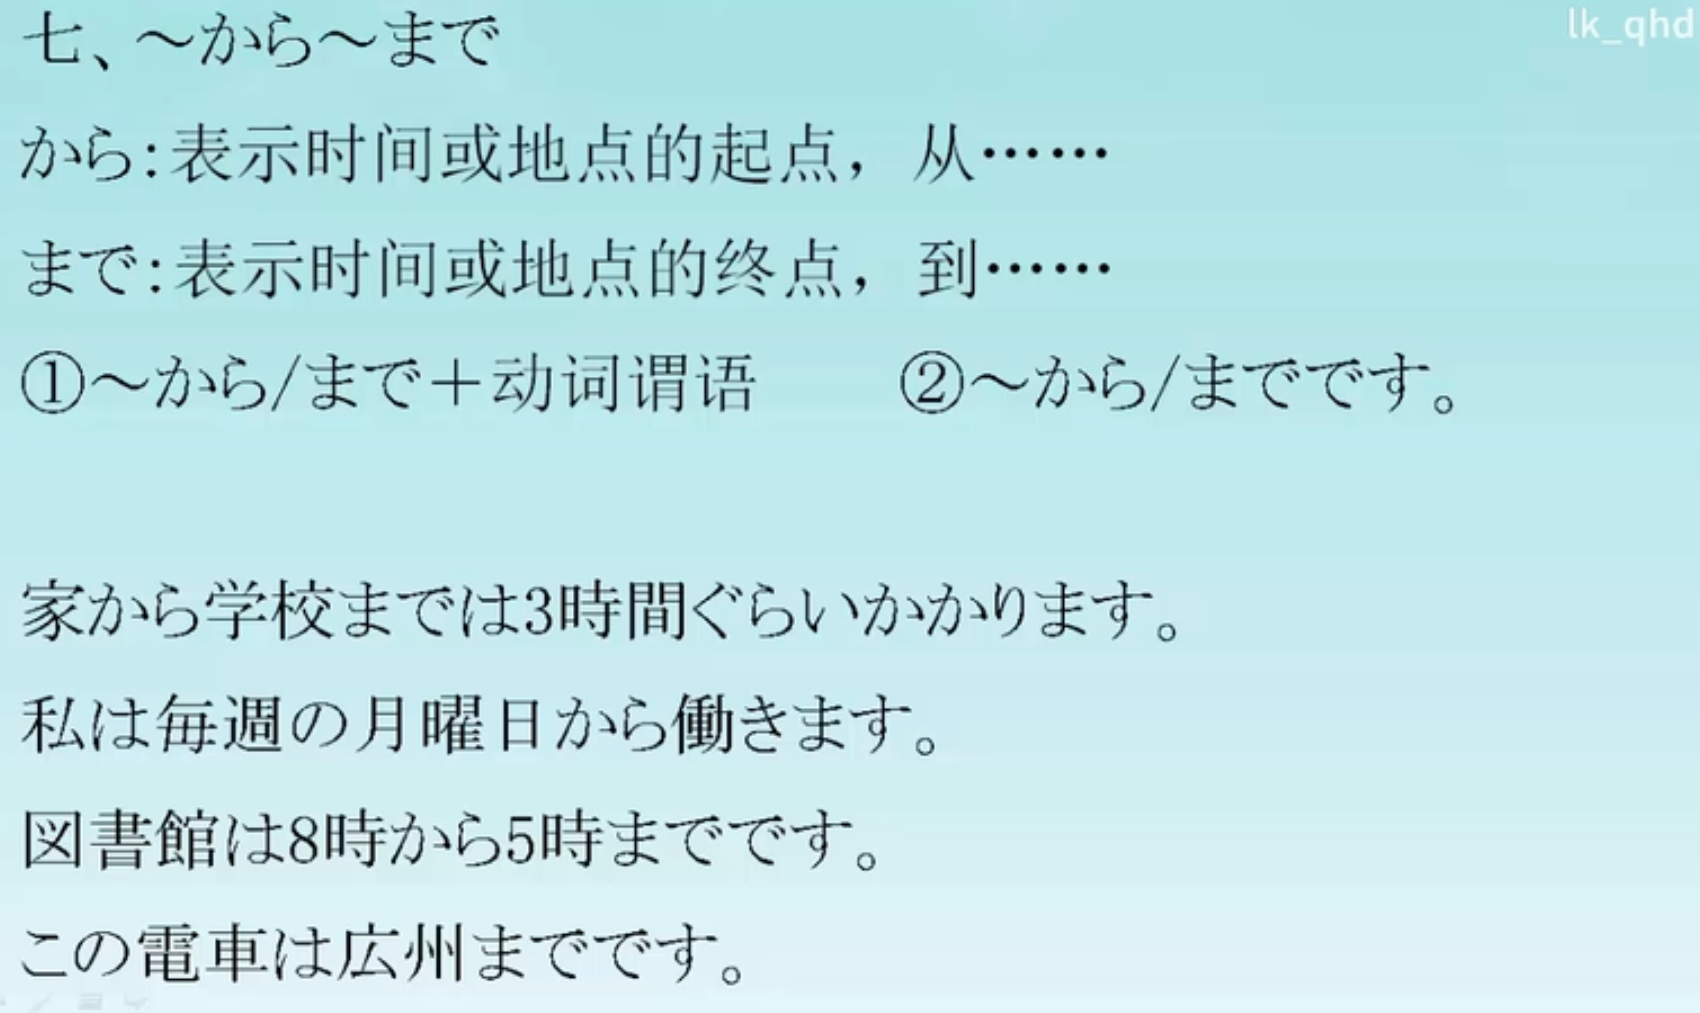 lk_qhd
七、～から～まで
から：表示时间或地点的起点，从……
まで：表示时间或地点的终点，到……
①～から/まで＋动词谓语　②～から/までです。
家から学校までは3時間ぐらいかかります。
私は毎週の月曜日から働きます。
図書館は8時から5時までです。
この電車は広州までです。